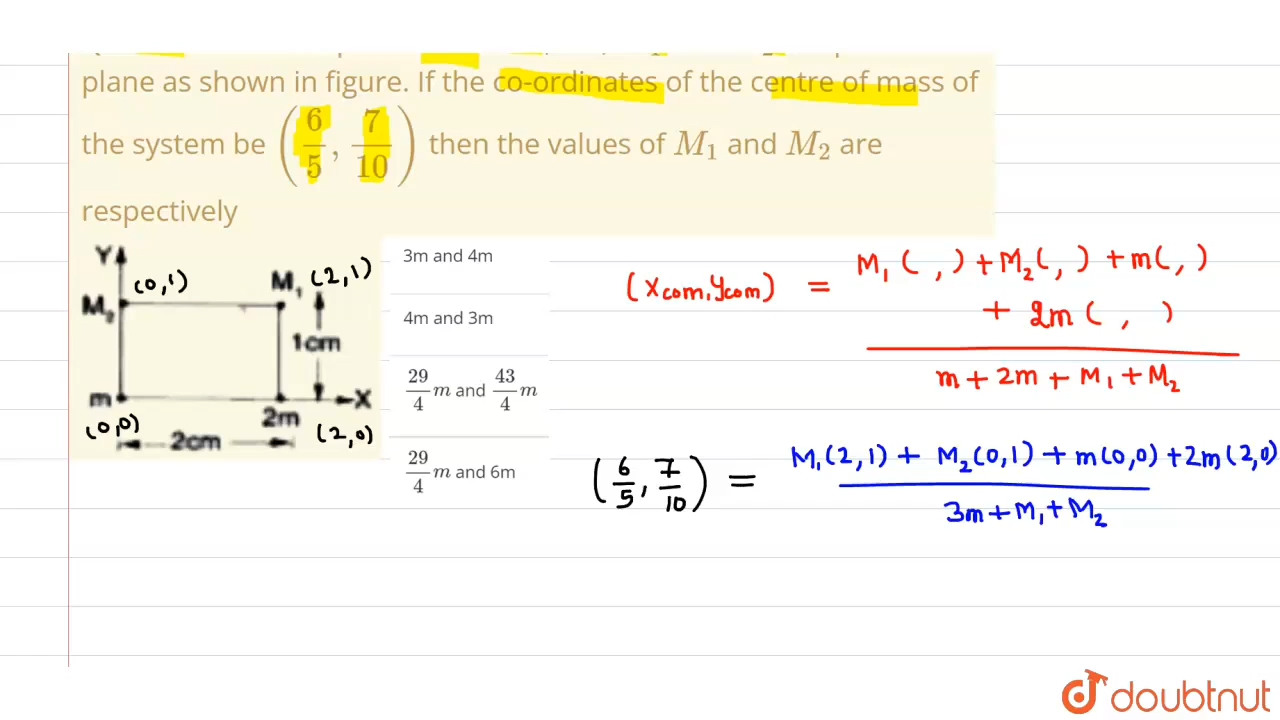 plane as shown in figure. If the co-ordinates of the centre of mass of
the system be (6/5, 7/10) then the values of M₁ and M₂ are
respectively
Y
M₂ (0,1)
M₁ (2,1)
1cm
m
(0,0)
2m
X
(2,0)
2cm
3m and 4m
4m and 3m
29/4 m and 43/4 m
29/4 m and 6m
(xcom, ycom) = M₁( , ) + M₂( , ) + m( , )
+ 2m( , )
m + 2m + M₁ + M₂
(6/5, 7/10) = M₁(2,1) + M₂(0,1) + m(0,0) + 2m(2,0)
3m + M₁ + M₂
doubtnut